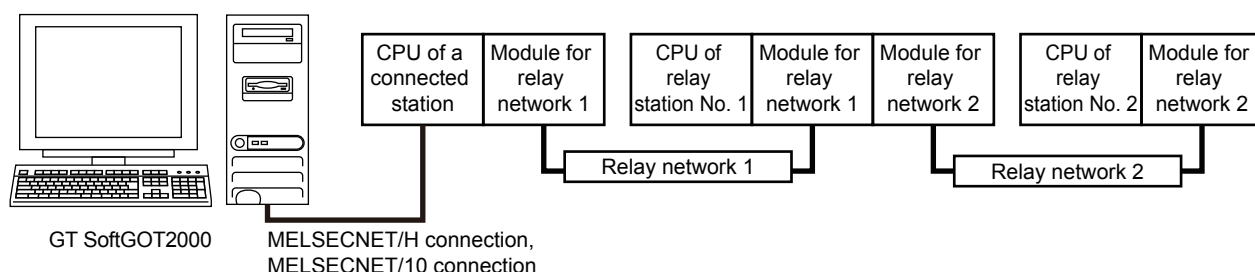 CPU of a
connected
station
Module for
relay
network 1
CPU of
relay
station No. 1
Module for
relay
network 1
Module for
relay
network 2
CPU of
relay
station No. 2
Module for
relay
network 2
Relay network 1
Relay network 2
GT SoftGOT2000
MELSECNET/H connection,
MELSECNET/10 connection